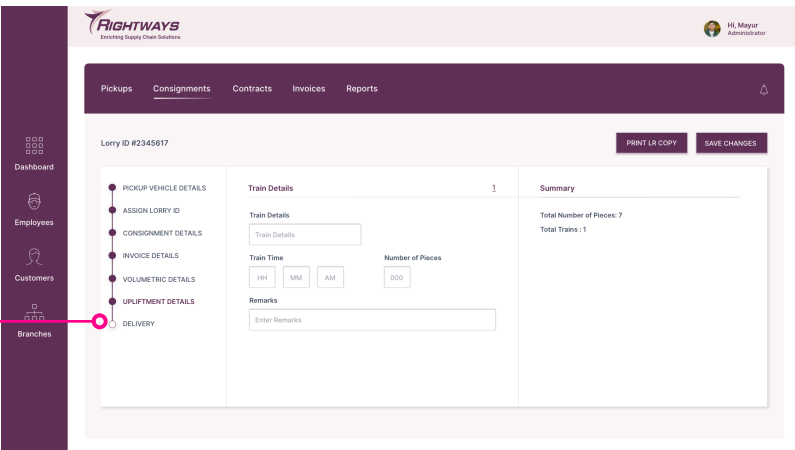 RIGHTWAYS
Enriching Supply Chain Solutions
Hi, Mayur
Administrator
Pickups Consignments Contracts Invoices Reports
Lorry ID #2345617
PRINT LR COPY SAVE CHANGES
Dashboard
Employees
Customers
Branches
PICKUP VEHICLE DETAILS
ASSIGN LORRY ID
CONSIGNMENT DETAILS
INVOICE DETAILS
VOLUMETRIC DETAILS
UPLIFTMENT DETAILS
DELIVERY
Train Details 1
Train Details
Train Details
Train Time Number of Pieces
HH MM AM 000
Remarks
Enter Remarks
Summary
Total Number of Pieces: 7
Total Trains : 1